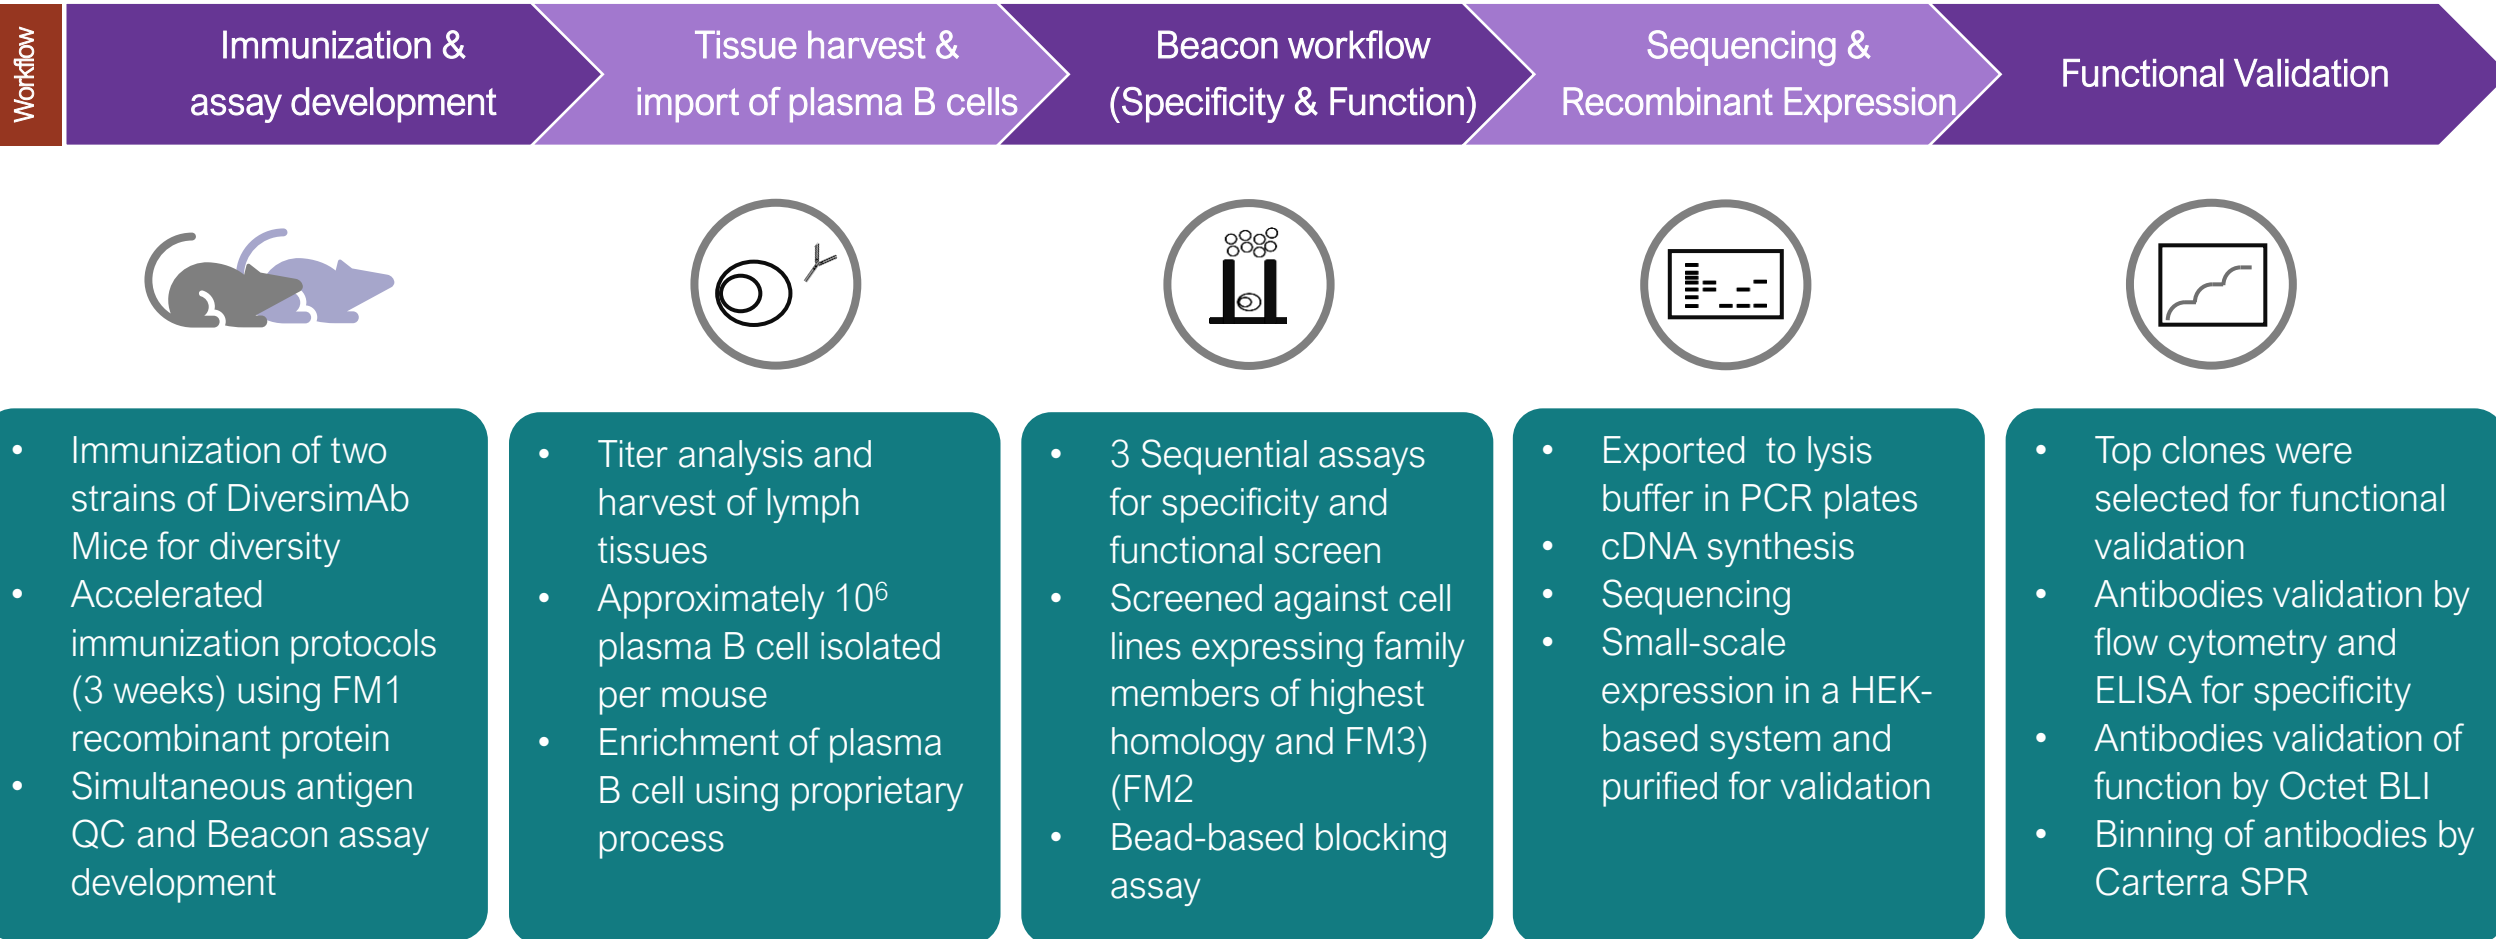 Workflow
Immunization &
assay development
Tissue harvest &
import of plasma B cells
Beacon workflow
(Specificity & Function)
Sequencing &
Recombinant Expression
Functional Validation
• Immunization of two
strains of DiversimAb
Mice for diversity
• Accelerated
immunization protocols
(3 weeks) using FM1
recombinant protein
• Simultaneous antigen
QC and Beacon assay
development
• Titer analysis and
harvest of lymph
tissues
• Approximately 10⁶
plasma B cell isolated
per mouse
• Enrichment of plasma
B cell using proprietary
process
• 3 Sequential assays
for specificity and
functional screen
• Screened against cell
lines expressing family
members of highest
homology and FM3)
(FM2
• Bead-based blocking
assay
• Exported to lysis
buffer in PCR plates
• cDNA synthesis
• Sequencing
• Small-scale
expression in a HEK-
based system and
purified for validation
• Top clones were
selected for functional
validation
• Antibodies validation by
flow cytometry and
ELISA for specificity
• Antibodies validation of
function by Octet BLI
• Binning of antibodies by
Carterra SPR